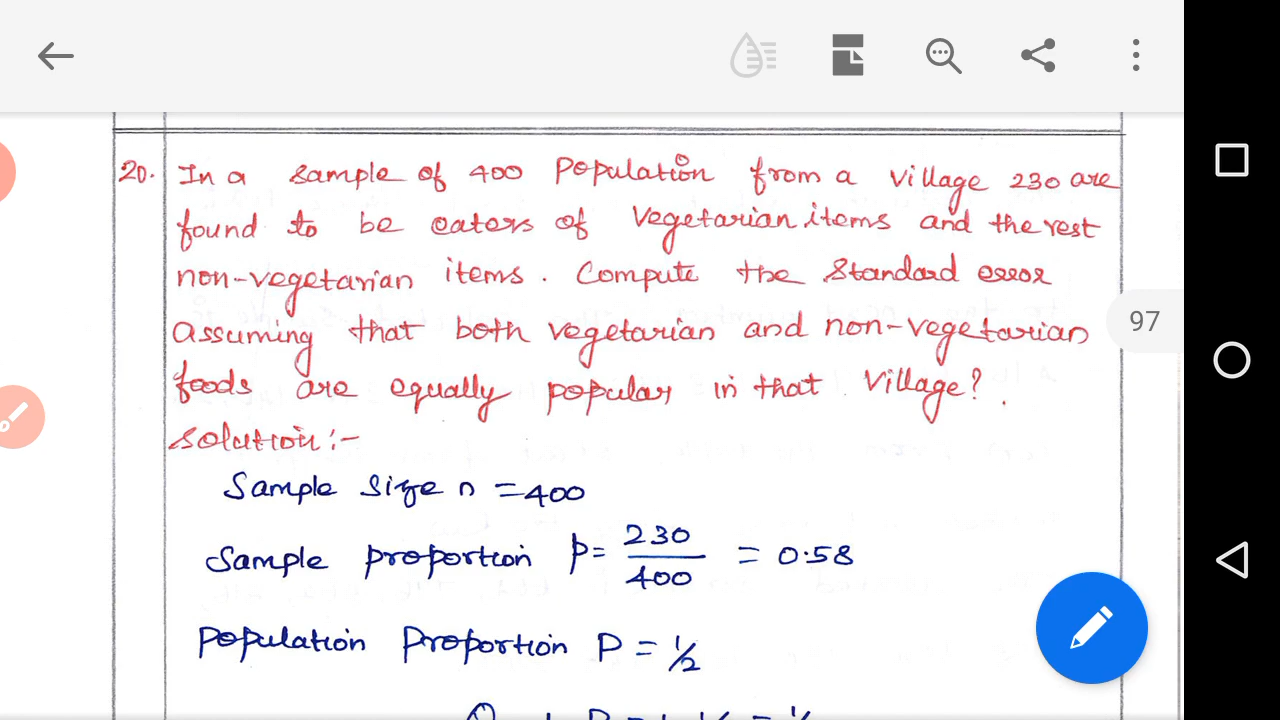 20. In a sample of 400 Population from a village 230 are
found to be eaters of vegetarian items and the rest
non-vegetarian items. Compute the Standard error
assuming that both vegetarian and non-vegetarian
foods are equally popular in that village?
Solution:-
Sample size n = 400
Sample proportion p = 230/400 = 0.58
Population Proportion P = 1/2
97